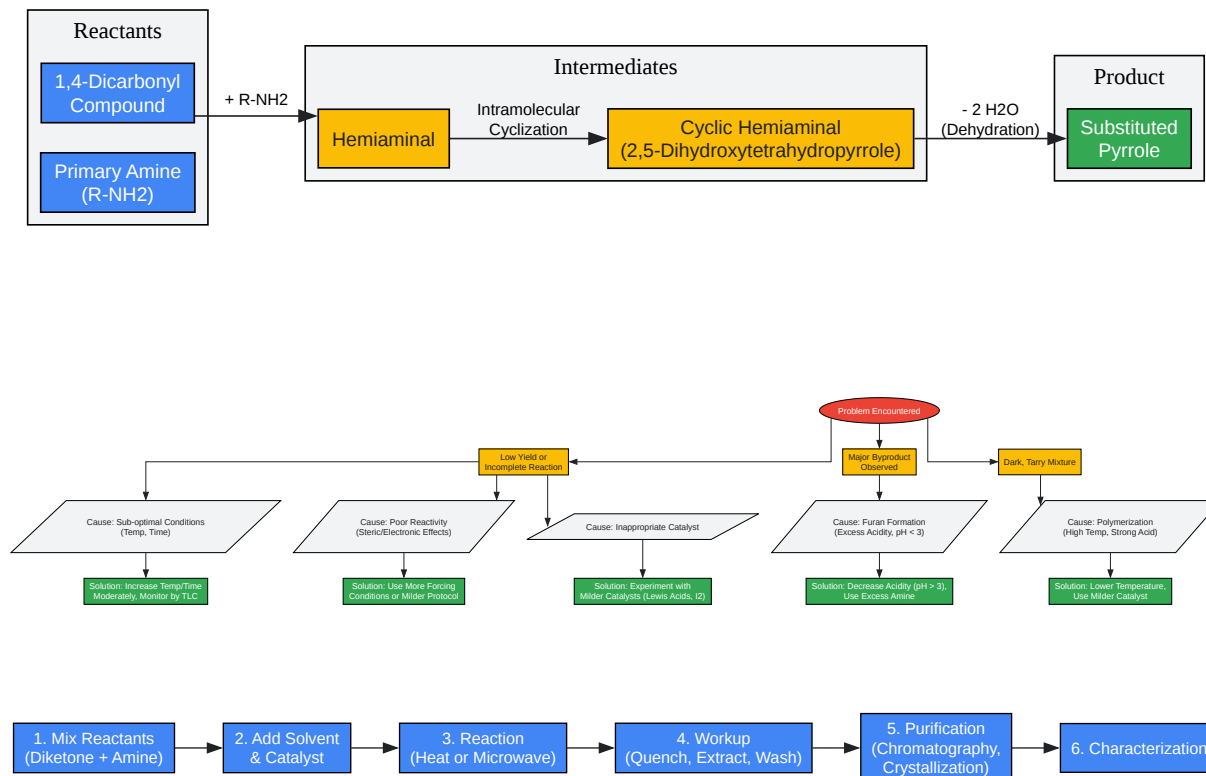 Reactants
1,4-Dicarbonyl
Compound
Primary Amine
(R-NH2)
+ R-NH2
Intermediates
Hemiaminal
Intramolecular
Cyclization
Cyclic Hemiaminal
(2,5-Dihydroxytetrahydropyrrole)
- 2 H2O
(Dehydration)
Product
Substituted
Pyrrole
Problem Encountered
Low Yield or
Incomplete Reaction
Major Byproduct
Observed
Dark, Tarry Mixture
Cause: Sub-optimal Conditions
(Temp, Time)
Cause: Poor Reactivity
(Steric/Electronic Effects)
Cause: Inappropriate Catalyst
Cause: Furan Formation
(Excess Acidity, pH < 3)
Cause: Polymerization
(High Temp, Strong Acid)
Solution: Increase Temp/Time
Moderately, Monitor by TLC
Solution: Use More Forcing
Conditions or Milder Protocol
Solution: Experiment with
Milder Catalysts (Lewis Acids, I2)
Solution: Decrease Acidity (pH > 3),
Use Excess Amine
Solution: Lower Temperature,
Use Milder Catalyst
1. Mix Reactants
(Diketone + Amine)
2. Add Solvent
& Catalyst
3. Reaction
(Heat or Microwave)
4. Workup
(Quench, Extract, Wash)
5. Purification
(Chromatography,
Crystallization)
6. Characterization